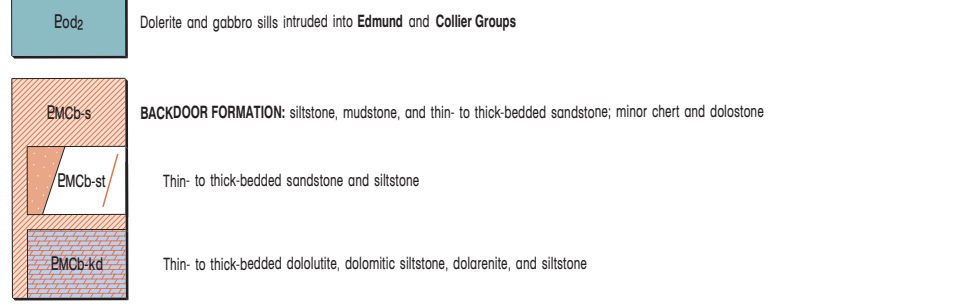 Pod2 Dolerite and gabbro sills intruded into Edmund and Collier Groups
PMCb-s BACKDOOR FORMATION: siltstone, mudstone, and thin- to thick-bedded sandstone; minor chert and dolostone
PMCb-st Thin- to thick-bedded sandstone and siltstone
PMCb-kd Thin- to thick-bedded dololutite, dolomitic siltstone, dolarenite, and siltstone